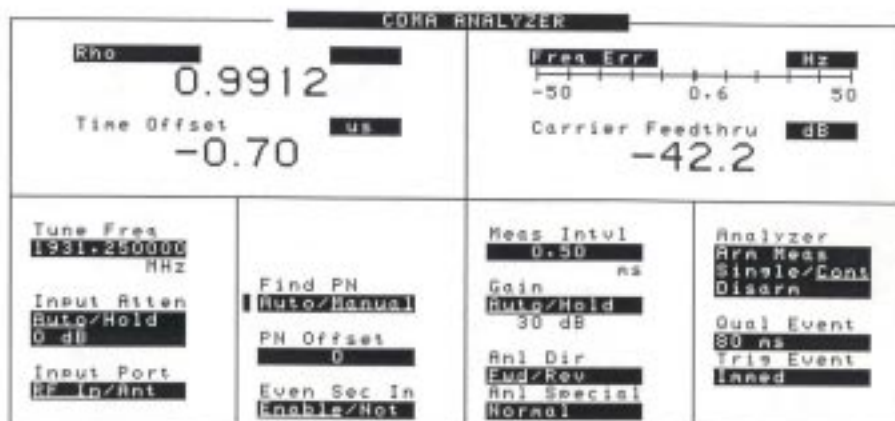 CDMA ANALYZER
Rho
0.9912
Time Offset
us
-0.70
Freq Err
Hz
-50
0.6
50
Carrier Feedthru
dB
-42.2
Tune Freq
1931.250000
MHz
Input Atten
Auto/Hold
0 dB
Input Port
RF In/Ant
Find PN
Auto/Manual
PN Offset
0
Even Sec In
Enable/Not
Meas Intvl
0.50
ms
Gain
Auto/Hold
30 dB
Anl Dir
Fwd/Rev
Anl Special
Normal
Analyzer
Arm Meas
Single/Cont
Disarm
Qual Event
80 ms
Trig Event
Immed